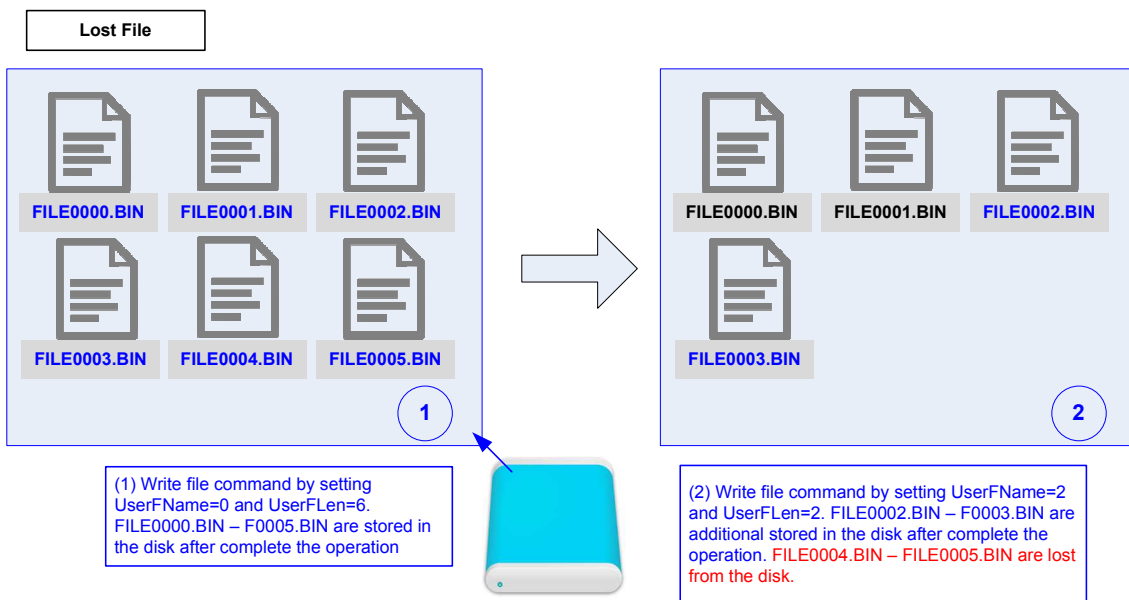 Lost File
FILE0000.BIN FILE0001.BIN FILE0002.BIN
FILE0003.BIN FILE0004.BIN FILE0005.BIN
1
FILE0000.BIN FILE0001.BIN FILE0002.BIN
FILE0003.BIN
2
(1) Write file command by setting
UserFName=0 and UserFLen=6.
FILE0000.BIN – F0005.BIN are stored in
the disk after complete the operation
(2) Write file command by setting UserFName=2
and UserFLen=2. FILE0002.BIN – F0003.BIN are
additional stored in the disk after complete the
operation. FILE0004.BIN – FILE0005.BIN are lost
from the disk.